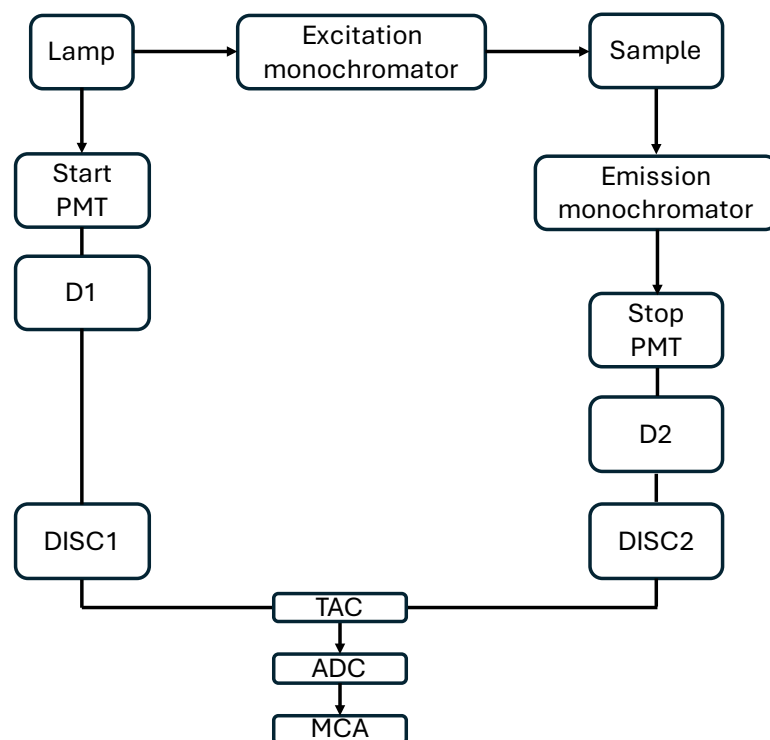 Lamp
Excitation
monochromator
Sample
Start
PMT
Emission
monochromator
D1
Stop
PMT
D2
DISC1
DISC2
TAC
ADC
MCA